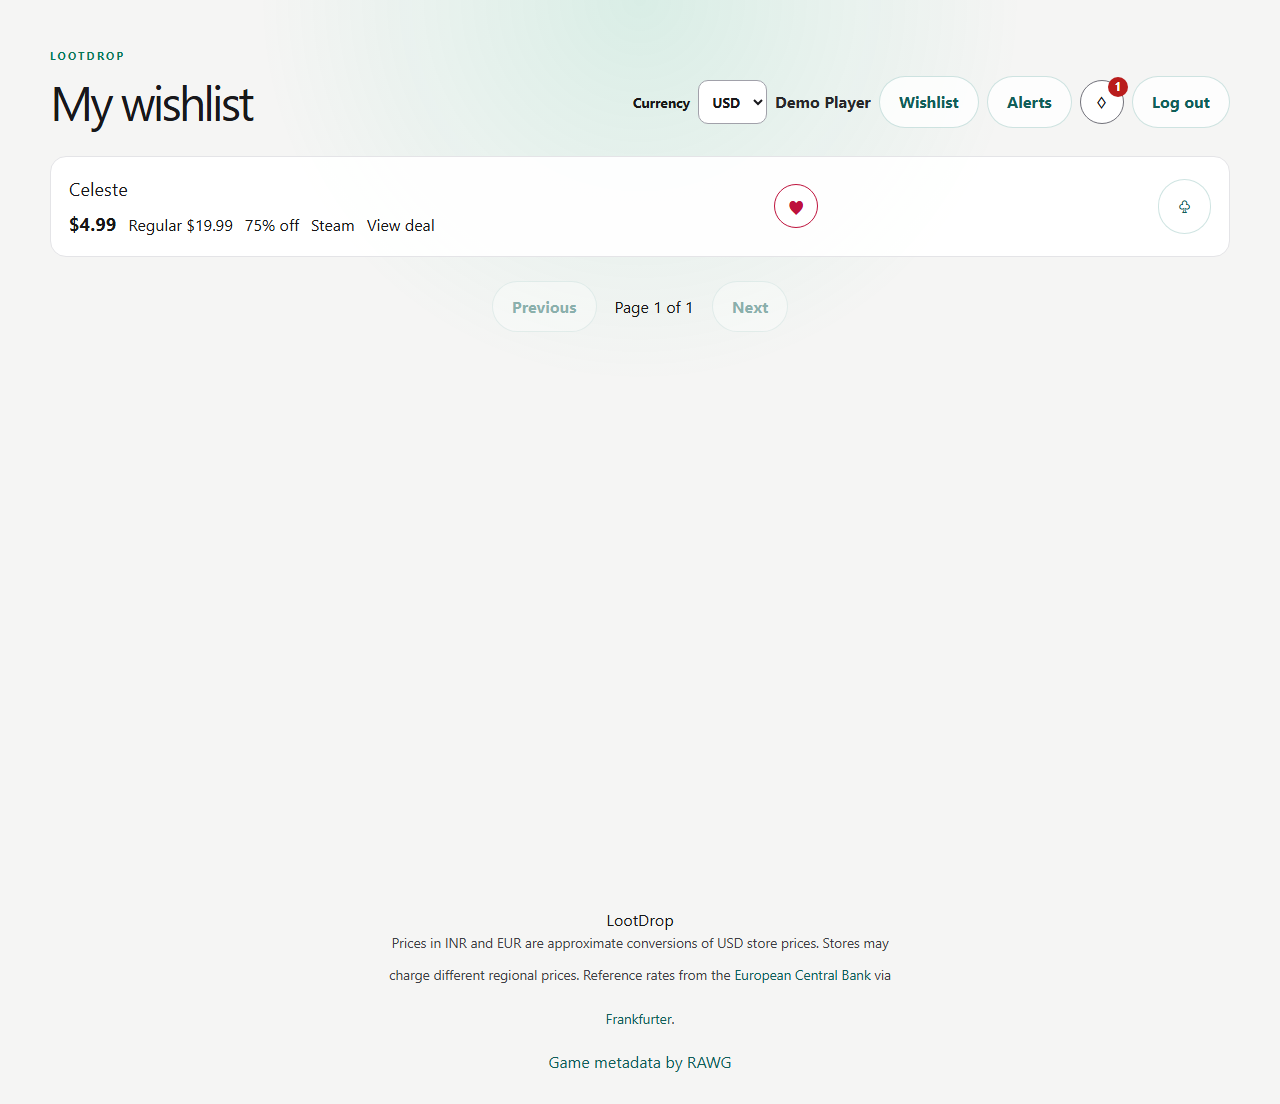 LOOTDROP
My wishlist
Currency USD Demo Player Wishlist Alerts 1 Log out
Celeste
$4.99 Regular $19.99 75% off Steam View deal
Previous Page 1 of 1 Next
LootDrop
Prices in INR and EUR are approximate conversions of USD store prices. Stores may
charge different regional prices. Reference rates from the European Central Bank via
Frankfurter.
Game metadata by RAWG